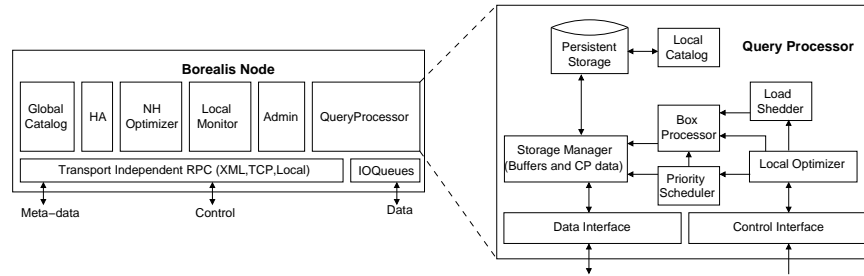 Borealis Node
Global
Catalog
HA
NH
Optimizer
Local
Monitor
Admin
QueryProcessor
Transport Independent RPC (XML,TCP,Local)
IOQueues
Meta−data
Control
Data
Query Processor
Persistent
Storage
Local
Catalog
Load
Shedder
Box
Processor
Storage Manager
(Buffers and CP data)
Priority
Scheduler
Local Optimizer
Data Interface
Control Interface